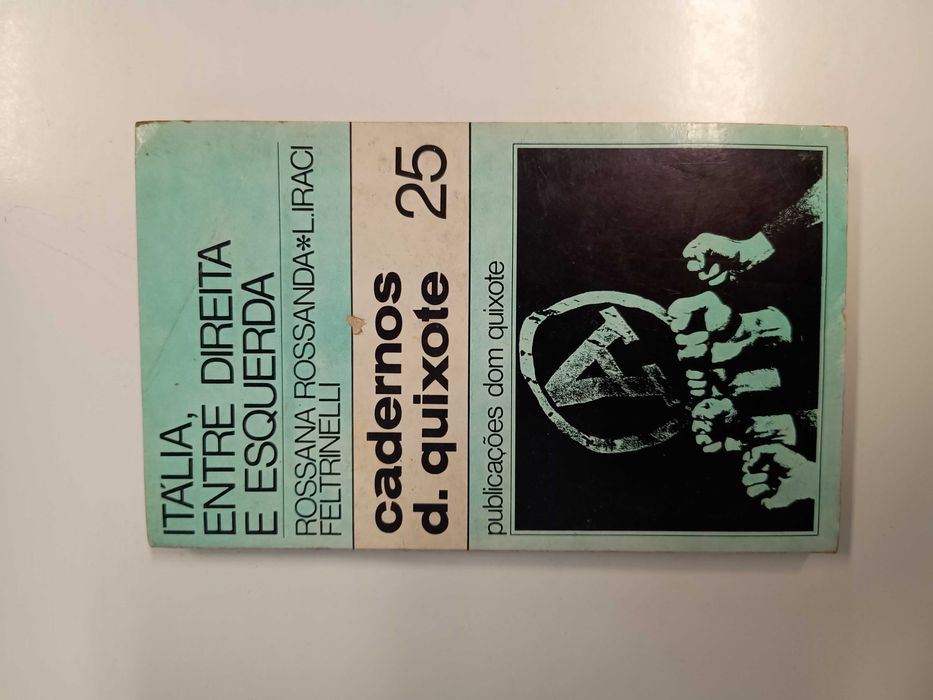 ITÁLIA,
ENTRE DIREITA
E ESQUERDA
ROSSANA ROSSANDA*L.IRACI
FELTRINELLI
cadernos
d. quixote 25
publicações dom quixote